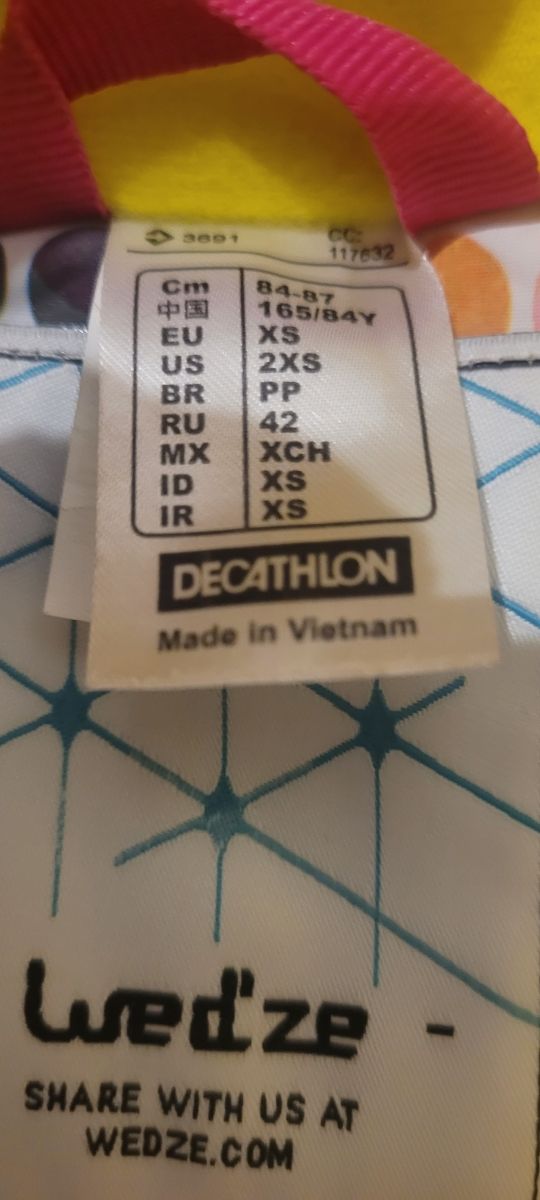 3691 CC:
117632
Cm 84-87
中国 165/84Y
EU XS
US 2XS
BR PP
RU 42
MX XCH
ID XS
IR XS
DECATHLON
Made in Vietnam
wed'ze -
SHARE WITH US AT
WEDZE.COM